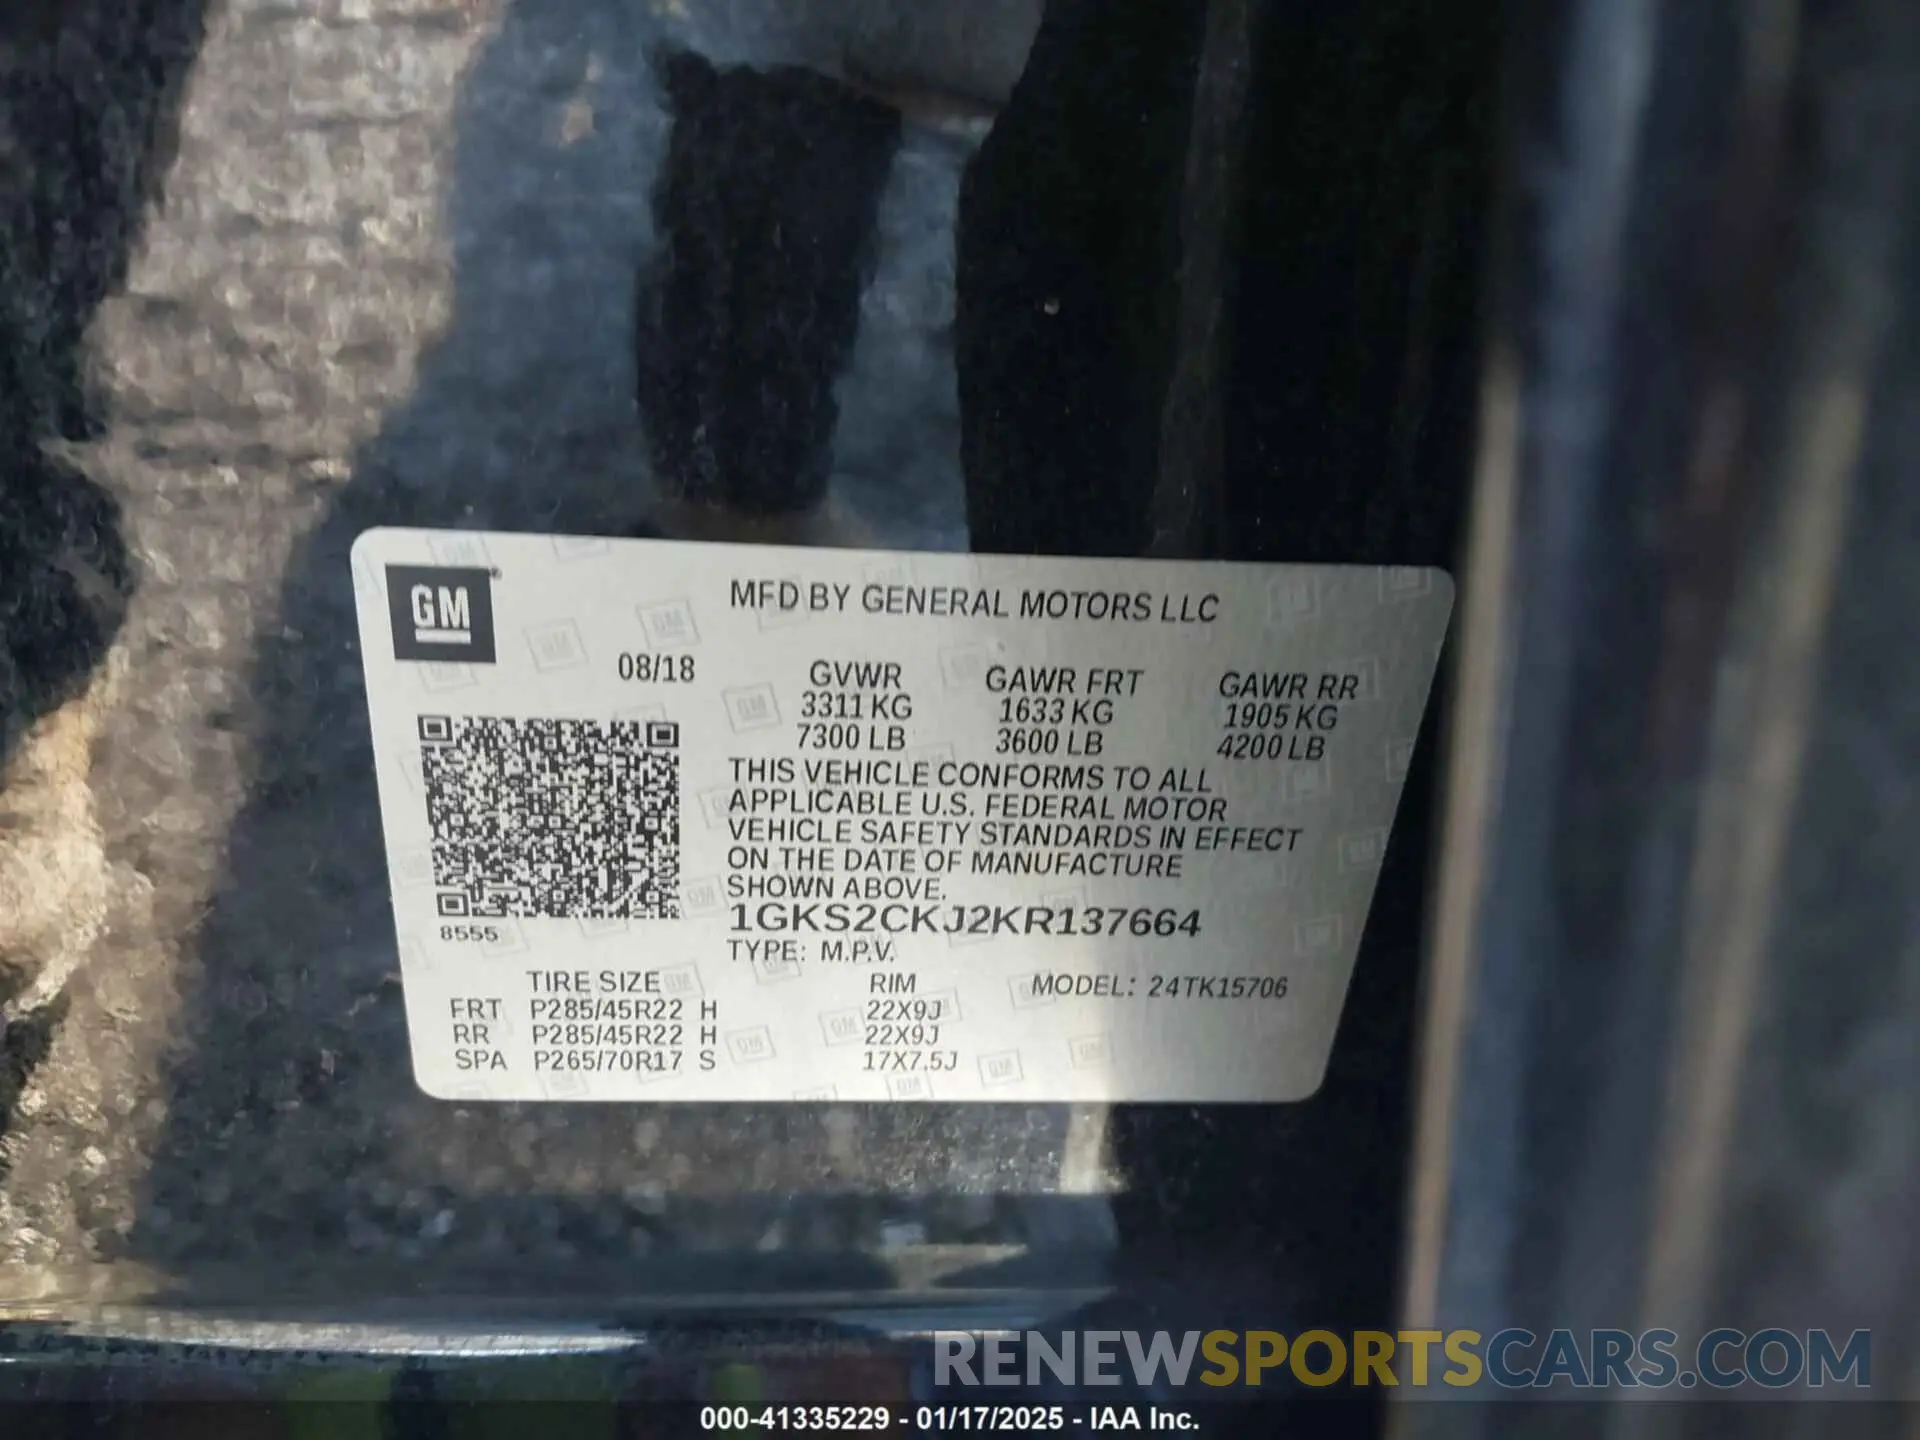 GM
MFD BY GENERAL MOTORS LLC
08/18
GVWR GAWR FRT GAWR RR
3311 KG 1633 KG 1905 KG
7300 LB 3600 LB 4200 LB
THIS VEHICLE CONFORMS TO ALL
APPLICABLE U.S. FEDERAL MOTOR
VEHICLE SAFETY STANDARDS IN EFFECT
ON THE DATE OF MANUFACTURE
SHOWN ABOVE.
1GKS2CKJ2KR137664
8555
TYPE: M.P.V.
TIRE SIZE RIM MODEL: 24TK15706
FRT P285/45R22 H 22X9J
RR P285/45R22 H 22X9J
SPA P265/70R17 S 17X7.5J
RENEWSPORTSCARS.COM
000-41335229 - 01/17/2025 - IAA Inc.